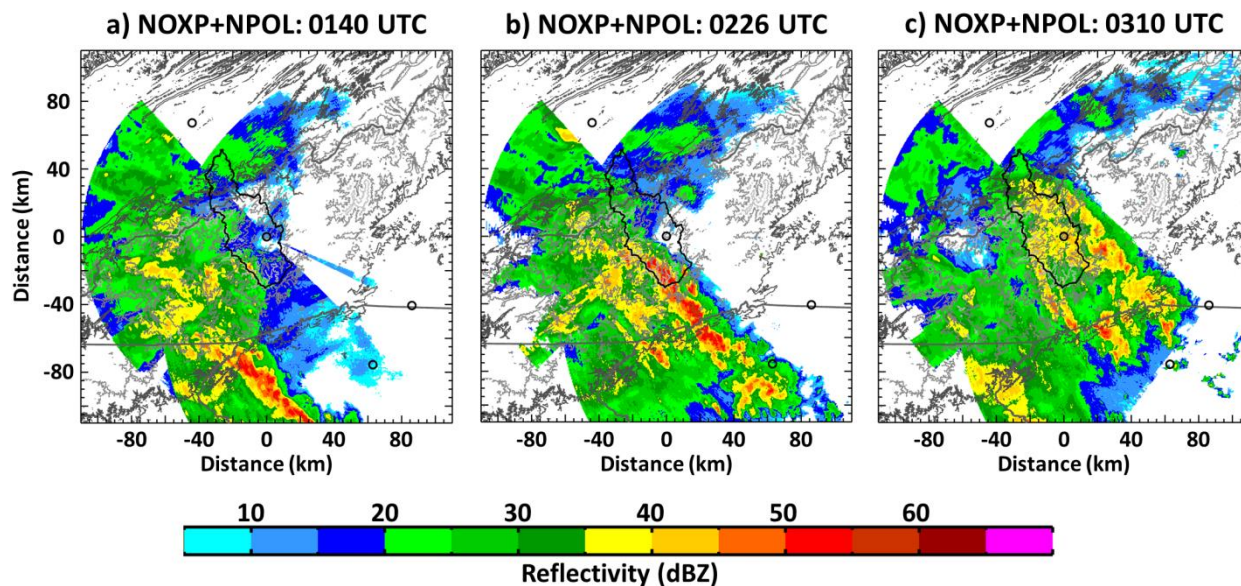 a) NOXP+NPOL: 0140 UTC b) NOXP+NPOL: 0226 UTC c) NOXP+NPOL: 0310 UTC
Distance (km)
80
40
0
-40
-80
-80 -40 0 40 80 -80 -40 0 40 80 -80 -40 0 40 80
Distance (km) Distance (km) Distance (km)
10 20 30 40 50 60
Reflectivity (dBZ)